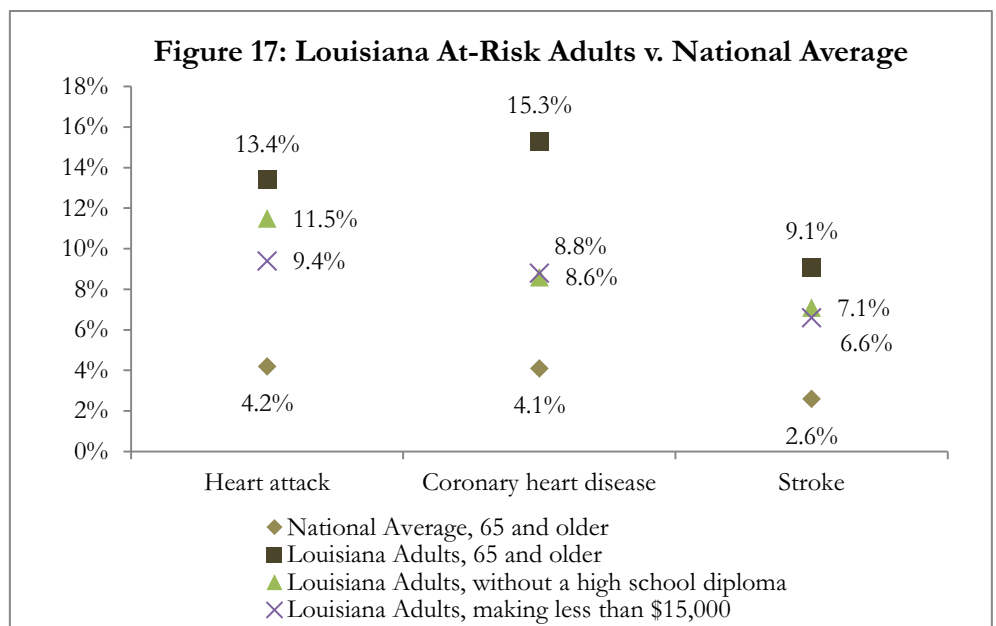 Figure 17: Louisiana At-Risk Adults v. National Average
18%
16%
14%
12%
10%
8%
6%
4%
2%
0%
13.4%
11.5%
9.4%
4.2%
15.3%
8.8%
8.6%
4.1%
9.1%
7.1%
6.6%
2.6%
Heart attack
Coronary heart disease
Stroke
National Average, 65 and older
Louisiana Adults, 65 and older
Louisiana Adults, without a high school diploma
Louisiana Adults, making less than $15,000